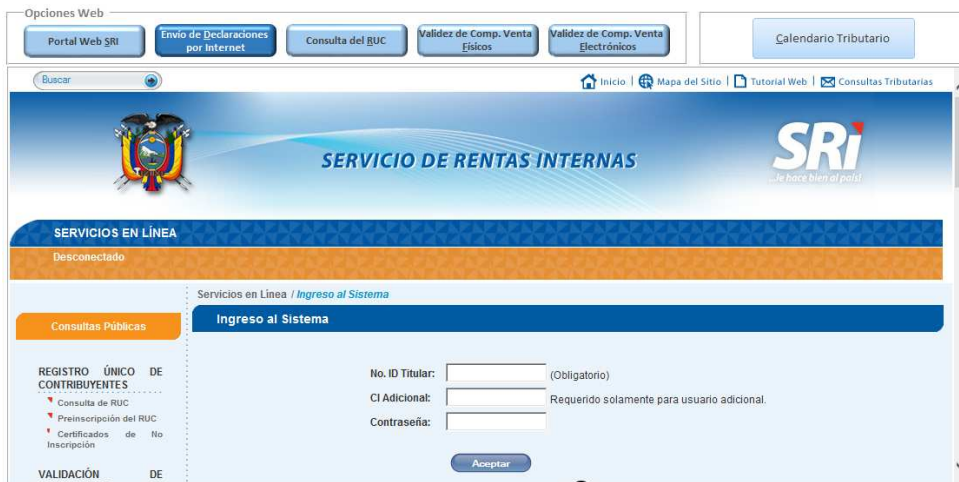 Opciones Web
Portal Web SRI
Envío de Declaraciones
por Internet
Consulta del RUC
Validez de Comp. Venta
Físicos
Validez de Comp. Venta
Electrónicos
Calendario Tributario
Buscar
Inicio | Mapa del Sitio | Tutorial Web | Consultas Tributarias
SERVICIO DE RENTAS INTERNAS
SRi
...le hace bien al país!
SERVICIOS EN LÍNEA
Desconectado
Servicios en Línea / Ingreso al Sistema
Consultas Públicas
Ingreso al Sistema
REGISTRO ÚNICO DE
CONTRIBUYENTES
Consulta de RUC
Preinscripción del RUC
Certificados de No
Inscripción
VALIDACIÓN DE
No. ID Titular: (Obligatorio)
CI Adicional: Requerido solamente para usuario adicional.
Contraseña:
Aceptar